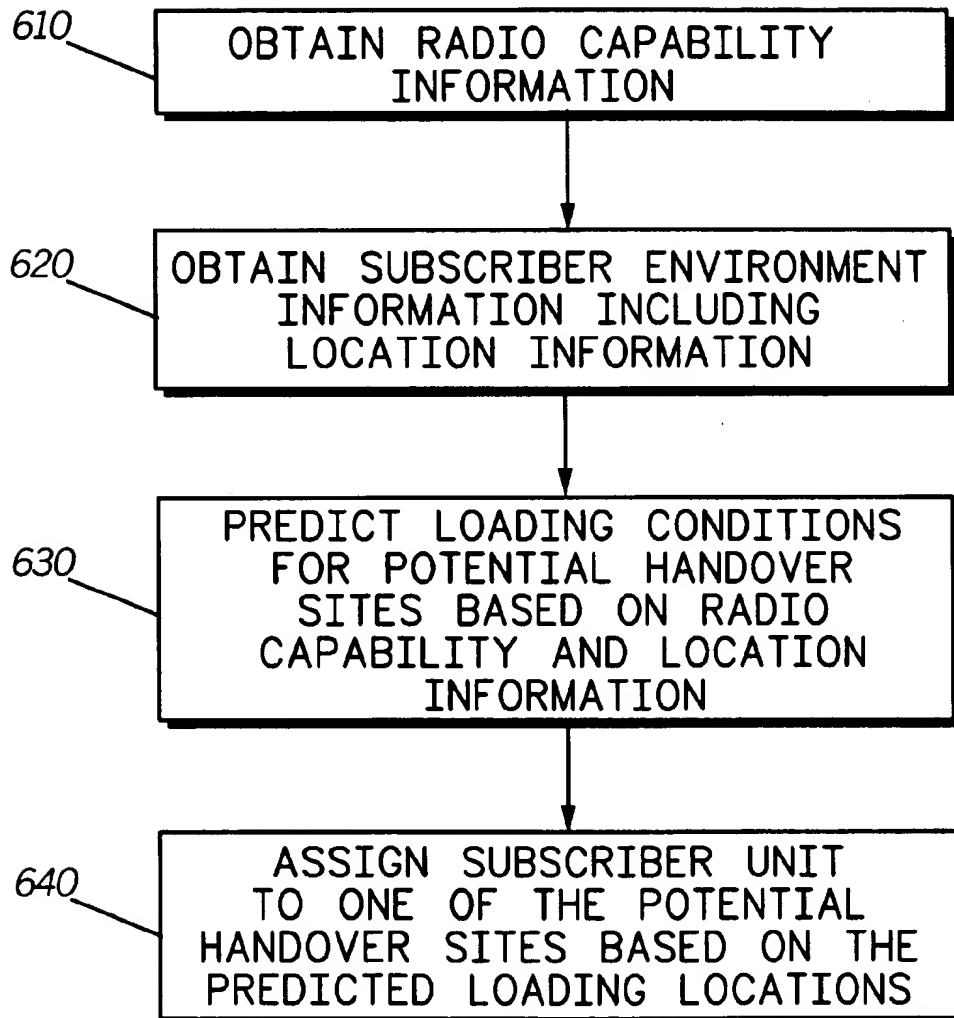 610
OBTAIN RADIO CAPABILITY
INFORMATION
620
OBTAIN SUBSCRIBER ENVIRONMENT
INFORMATION INCLUDING
LOCATION INFORMATION
630
PREDICT LOADING CONDITIONS
FOR POTENTIAL HANDOVER
SITES BASED ON RADIO
CAPABILITY AND LOCATION
INFORMATION
640
ASSIGN SUBSCRIBER UNIT
TO ONE OF THE POTENTIAL
HANDOVER SITES BASED ON THE
PREDICTED LOADING LOCATIONS